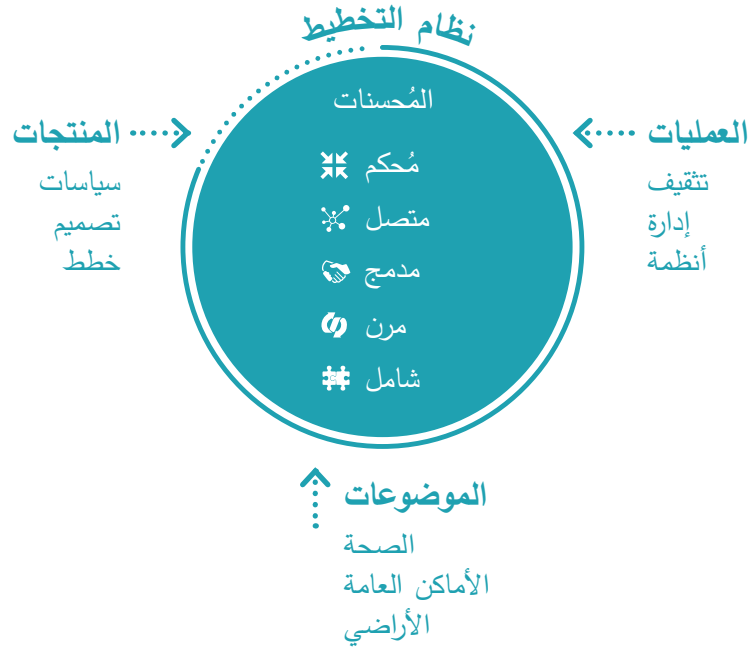 نظام التخطيط
المُحسنات
مُحكم
متصل
مدمج
مرن
شامل
العمليات
تثقيف
إدارة
أنظمة
المنتجات
سياسات
تصميم
خطط
الموضوعات
الصحة
الأماكن العامة
الأراضي